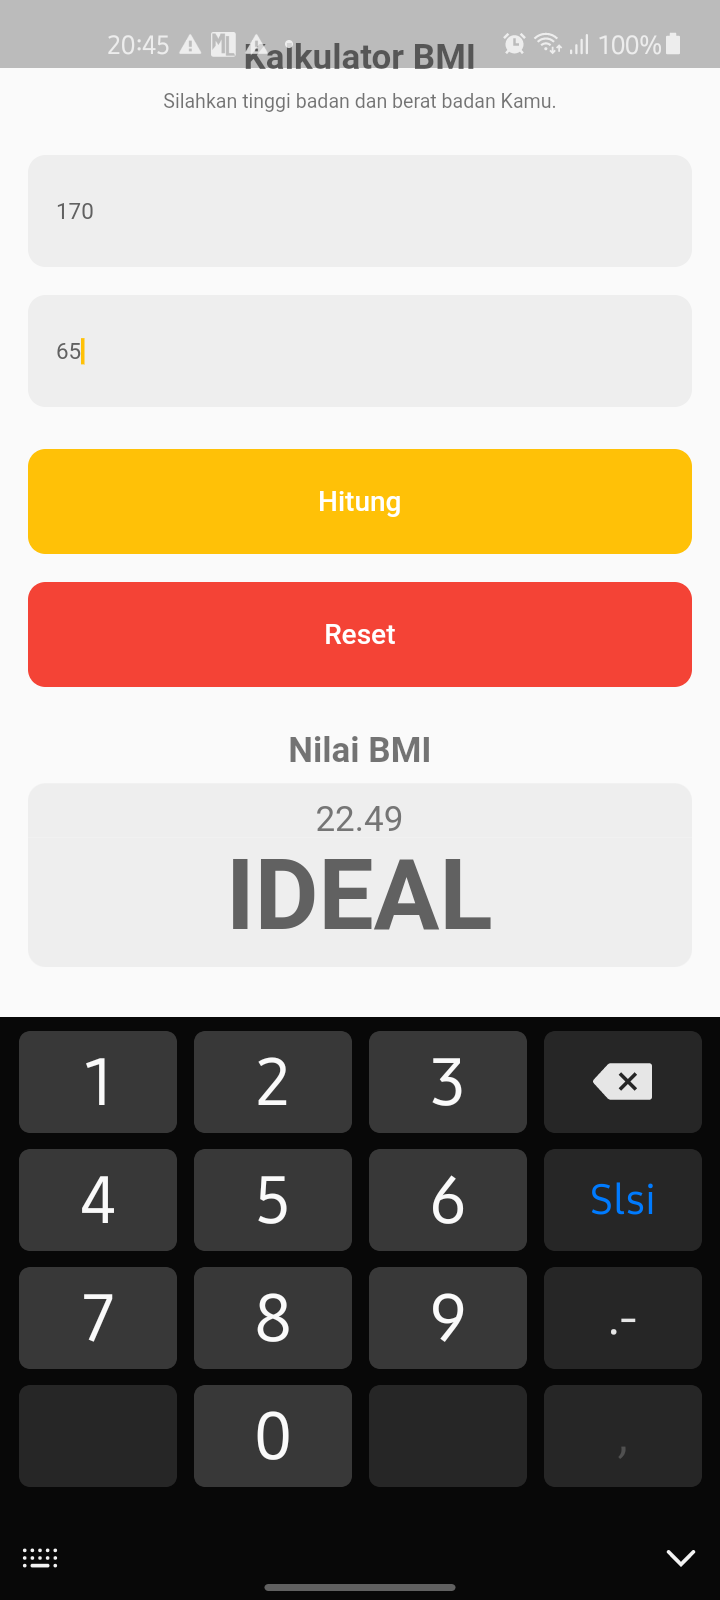 20:45 100%
Kalkulator BMI
Silahkan tinggi badan dan berat badan Kamu.
170
65
Hitung
Reset
Nilai BMI
22.49
IDEAL
1 2 3
4 5 6 Slsi
7 8 9 .-
0 ,